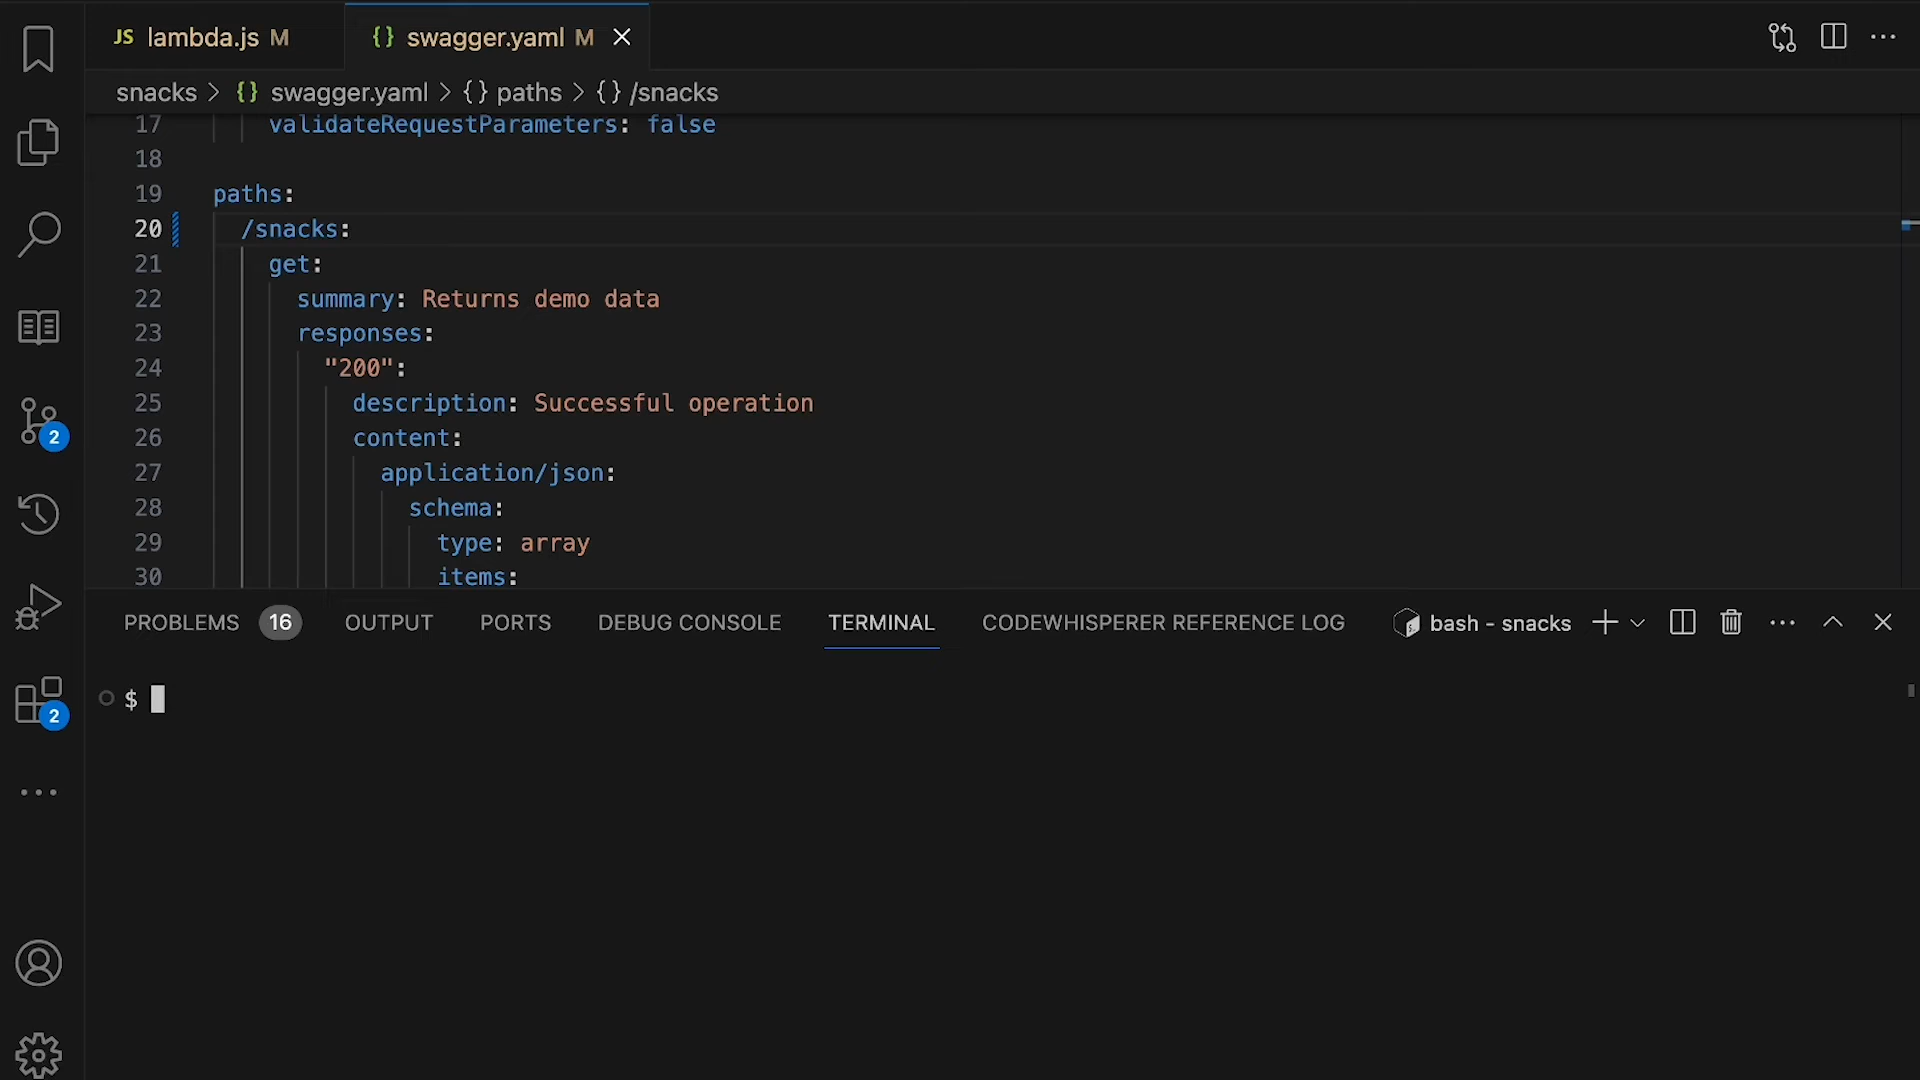 JS lambda.js M
{} swagger.yaml M
snacks > {} swagger.yaml > {} paths > {} /snacks
17 validateRequestParameters: false
18
19 paths:
20 /snacks:
21 get:
22 summary: Returns demo data
23 responses:
24 "200":
25 description: Successful operation
26 content:
27 application/json:
28 schema:
29 type: array
30 items:
2
2
PROBLEMS 16 OUTPUT PORTS DEBUG CONSOLE TERMINAL CODEWHISPERER REFERENCE LOG bash - snacks
$